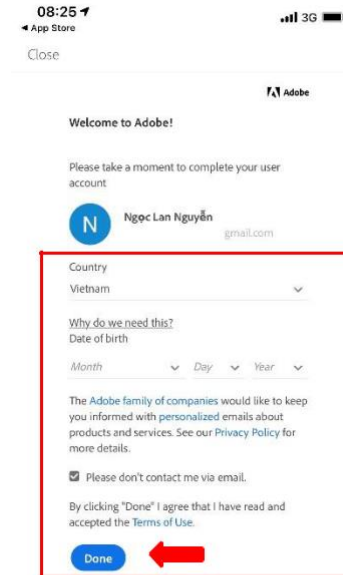 08:25
3G
App Store
Close
Adobe
Welcome to Adobe!
Please take a moment to complete your user
account
N
Ngọc Lan Nguyễn
gmail.com
Country
Vietnam
Why do we need this?
Date of birth
Month Day Year
The Adobe family of companies would like to keep
you informed with personalized emails about
products and services. See our Privacy Policy for
more details.
Please don't contact me via email.
By clicking "Done" I agree that I have read and
accepted the Terms of Use.
Done